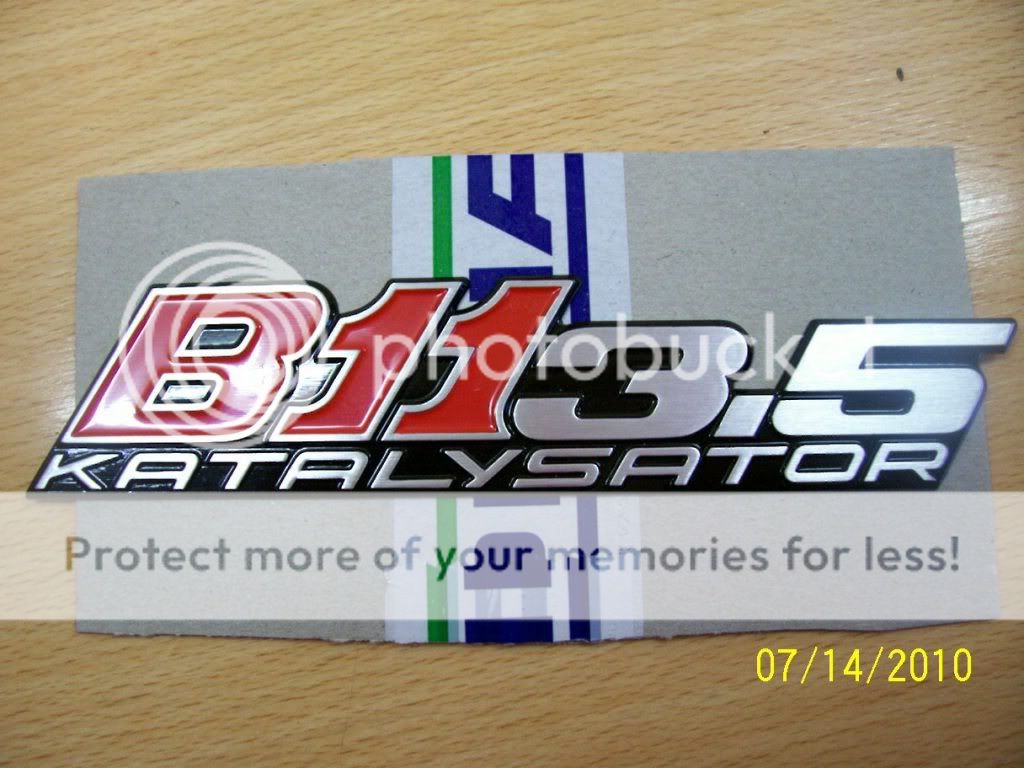 B11 3.5
KATALYSATOR
photobucket
Protect more of your memories for less!
07/14/2010